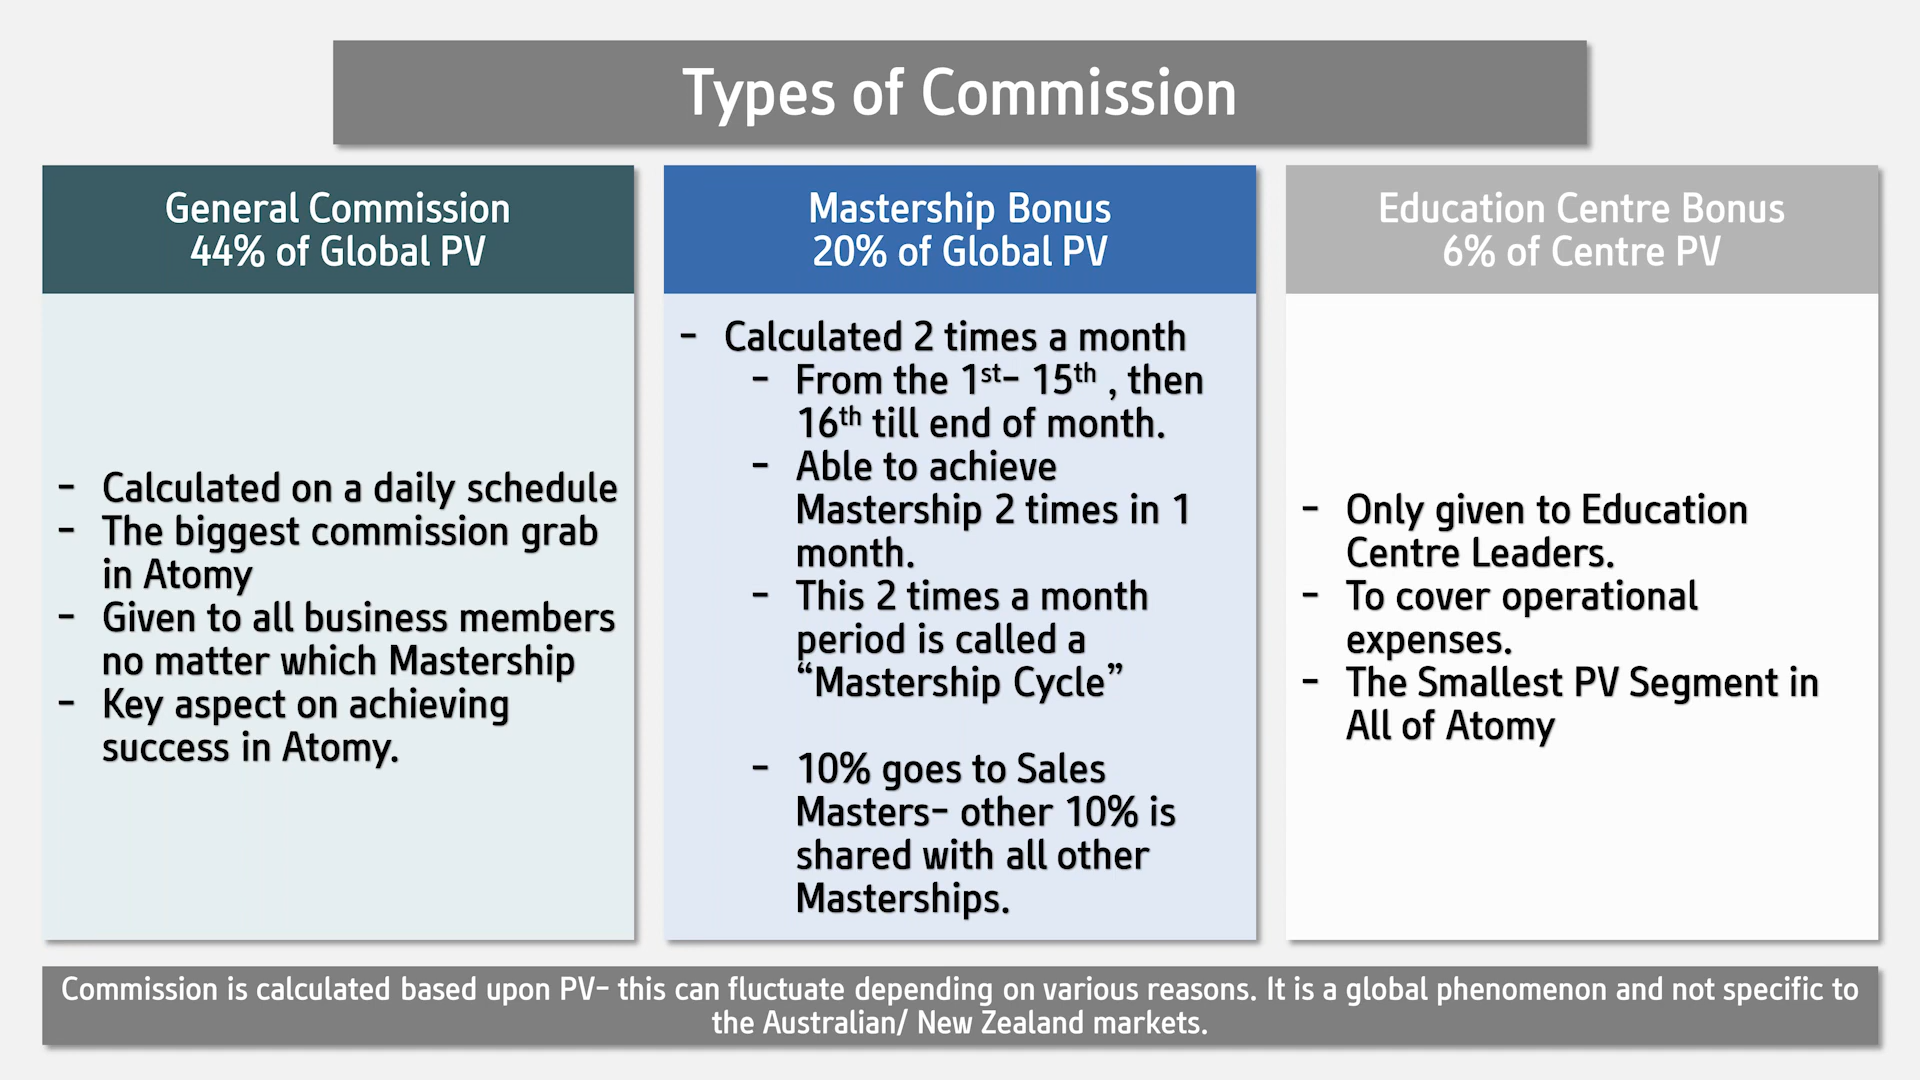 Types of Commission
General Commission
44% of Global PV
- Calculated on a daily schedule
- The biggest commission grab
in Atomy
- Given to all business members
no matter which Mastership
- Key aspect on achieving
success in Atomy.
Mastership Bonus
20% of Global PV
- Calculated 2 times a month
- From the 1st- 15th , then
16th till end of month.
- Able to achieve
Mastership 2 times in 1
month.
- This 2 times a month
period is called a
“Mastership Cycle”
- 10% goes to Sales
Masters- other 10% is
shared with all other
Masterships.
Education Centre Bonus
6% of Centre PV
- Only given to Education
Centre Leaders.
- To cover operational
expenses.
- The Smallest PV Segment in
All of Atomy
Commission is calculated based upon PV- this can fluctuate depending on various reasons. It is a global phenomenon and not specific to
the Australian/ New Zealand markets.